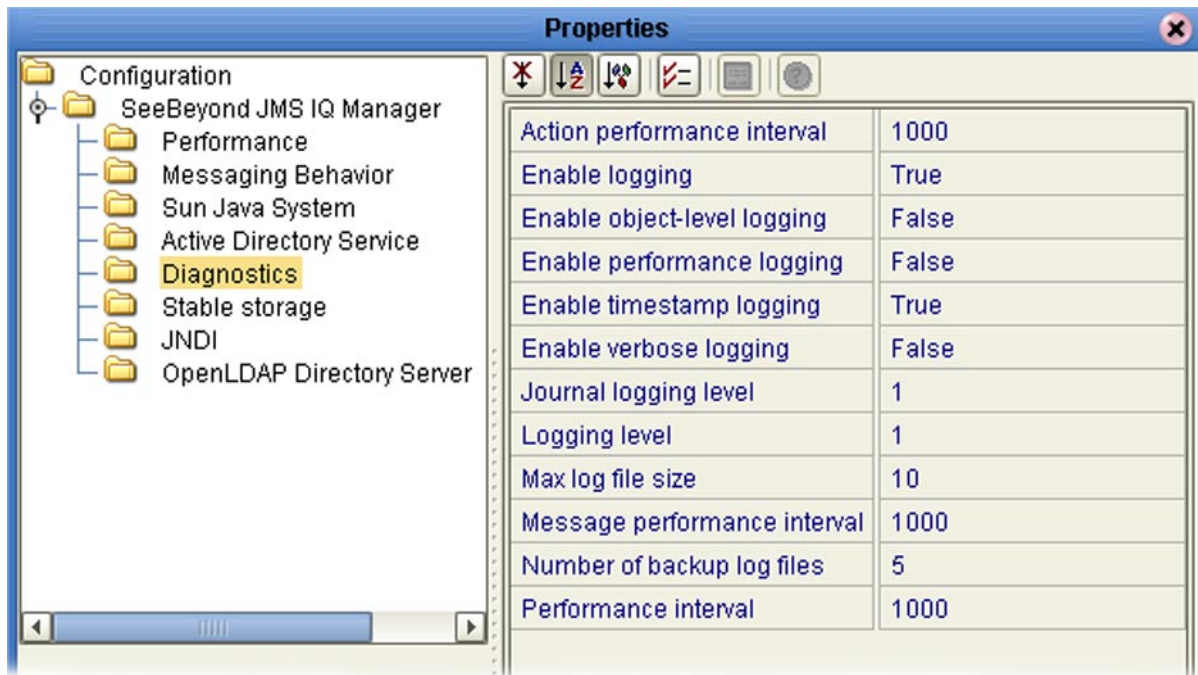 Properties
Configuration
SeeBeyond JMS IQ Manager
Performance
Messaging Behavior
Sun Java System
Active Directory Service
Diagnostics
Stable storage
JNDI
OpenLDAP Directory Server
Action performance interval 1000
Enable logging True
Enable object-level logging False
Enable performance logging False
Enable timestamp logging True
Enable verbose logging False
Journal logging level 1
Logging level 1
Max log file size 10
Message performance interval 1000
Number of backup log files 5
Performance interval 1000